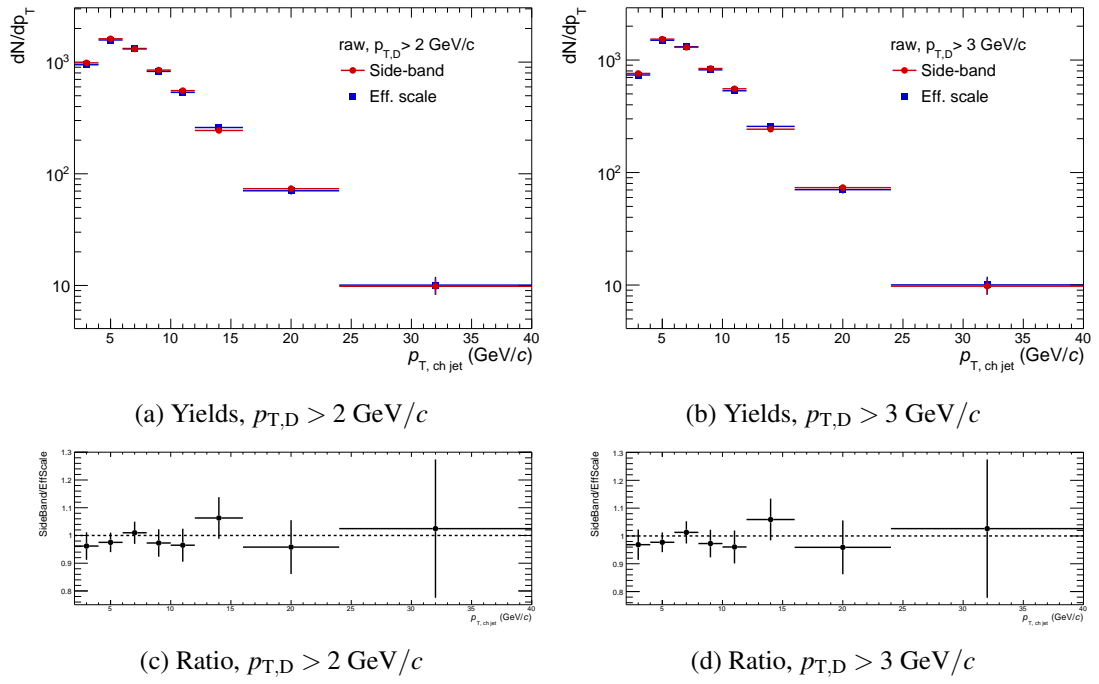 dN/dp_T
10^3
10^2
10
raw, p_T,D > 2 GeV/c
Side-band
Eff. scale
5 10 15 20 25 30 35 40
p_T, ch jet (GeV/c)
(a) Yields, p_T,D > 2 GeV/c
dN/dp_T
10^3
10^2
10
raw, p_T,D > 3 GeV/c
Side-band
Eff. scale
5 10 15 20 25 30 35 40
p_T, ch jet (GeV/c)
(b) Yields, p_T,D > 3 GeV/c
SideBand/EffScale
1.3
1.2
1.1
1
0.9
0.8
5 10 15 20 25 30 35 40
p_T, ch jet (GeV/c)
(c) Ratio, p_T,D > 2 GeV/c
SideBand/EffScale
1.3
1.2
1.1
1
0.9
0.8
5 10 15 20 25 30 35 40
p_T, ch jet (GeV/c)
(d) Ratio, p_T,D > 3 GeV/c